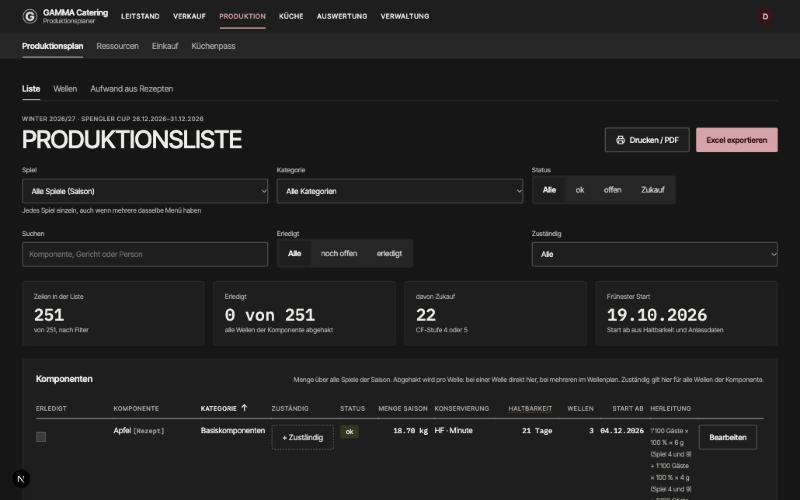 GAMMA Catering
Produktionsplaner
LEITSTAND VERKAUF PRODUKTION KÜCHE AUSWERTUNG VERWALTUNG
D
Produktionsplan Ressourcen Einkauf Küchenpass
Liste Wellen Aufwand aus Rezepten
WINTER 2026/27 · SPENGLER CUP 26.12.2026–31.12.2026
PRODUKTIONSLISTE
Drucken / PDF
Excel exportieren
Spiel Kategorie Status
Alle Spiele (Saison) Alle Kategorien Alle ok offen Zukauf
Jedes Spiel einzeln, auch wenn mehrere dasselbe Menü haben
Suchen Erledigt Zuständig
Komponente, Gericht oder Person Alle noch offen erledigt Alle
Zeilen in der Liste Erledigt davon Zukauf Frühester Start
251 0 von 251 22 19.10.2026
von 251, nach Filter alle Wellen der Komponente abgehakt CF-Stufe 4 oder 5 Start ab aus Haltbarkeit und Anlassdaten
Komponenten
Menge über alle Spiele der Saison. Abgehakt wird pro Welle: bei einer Welle direkt hier, bei mehreren im Wellenplan. Zuständig gilt hier für alle Wellen der Komponente.
ERLEDIGT KOMPONENTE KATEGORIE ↑ ZUSTÄNDIG STATUS MENGE SAISON KONSERVIERUNG HALTBARKEIT WELLEN START AB HERLEITUNG
Apfel [Rezept] Basiskomponenten + Zuständig ok 18.70 kg HF · Minute 21 Tage 3 04.12.2026 1'100 Gäste × Bearbeiten
100 % × 6 g
(Spiel 4 und 9)
+ 1'100 Gäste
× 100 % × 4 g
(Spiel 4 und 9)
N